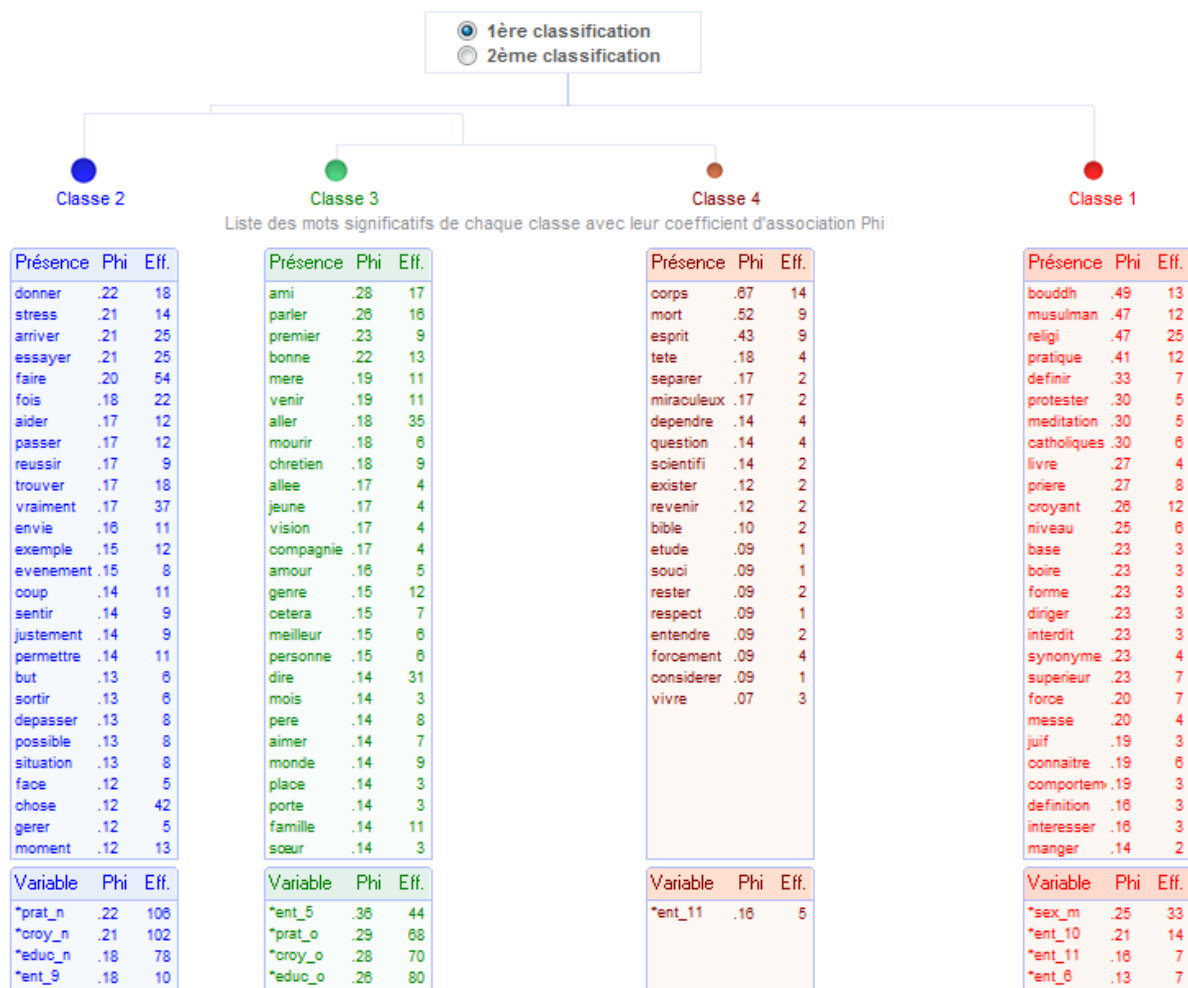 1ère classification
2ème classification
Classe 2
Classe 3
Classe 4
Classe 1
Liste des mots significatifs de chaque classe avec leur coefficient d'association Phi
Présence Phi Eff.
donner .22 18
stress .21 14
arriver .21 25
essayer .21 25
faire .20 54
fois .18 22
aider .17 12
passer .17 12
reussir .17 9
trouver .17 18
vraiment .17 37
envie .16 11
exemple .15 12
evenement .15 8
coup .14 11
sentir .14 9
justement .14 9
permettre .14 11
but .13 6
sortir .13 6
depasser .13 8
possible .13 8
situation .13 8
face .12 5
chose .12 42
gerer .12 5
moment .12 13
Variable Phi Eff.
*prat_n .22 106
*croy_n .21 102
*educ_n .18 78
*ent_9 .18 10
Présence Phi Eff.
ami .28 17
parler .26 16
premier .23 9
bonne .22 13
mere .19 11
venir .19 11
aller .18 35
mourir .18 6
chretien .18 9
allee .17 4
jeune .17 4
vision .17 4
compagnie .17 4
amour .16 5
genre .15 12
cetera .15 7
meilleur .15 6
personne .15 6
dire .14 31
mois .14 3
pere .14 8
aimer .14 7
monde .14 9
place .14 3
porte .14 3
famille .14 11
sœur .14 3
Variable Phi Eff.
*ent_5 .36 44
*prat_o .29 68
*croy_o .28 70
*educ_o .26 80
Présence Phi Eff.
corps .67 14
mort .52 9
esprit .43 9
tete .18 4
separer .17 2
miraculeux .17 2
dependre .14 4
question .14 4
scientifi .14 2
exister .12 2
revenir .12 2
bible .10 2
etude .09 1
souci .09 1
rester .09 2
respect .09 1
entendre .09 2
forcement .09 4
considerer .09 1
vivre .07 3
Variable Phi Eff.
*ent_11 .16 5
Présence Phi Eff.
bouddh .49 13
musulman .47 12
religi .47 25
pratique .41 12
definir .33 7
protester .30 5
meditation .30 5
catholiques .30 6
livre .27 4
priere .27 8
croyant .26 12
niveau .25 6
base .23 3
boire .23 3
forme .23 3
diriger .23 3
interdit .23 3
synonyme .23 4
superieur .23 7
force .20 7
messe .20 4
juif .19 3
connaitre .19 6
comportem .19 3
definition .16 3
interesser .16 3
manger .14 2
Variable Phi Eff.
*sex_m .25 33
*ent_10 .21 14
*ent_11 .16 7
*ent_6 .13 7